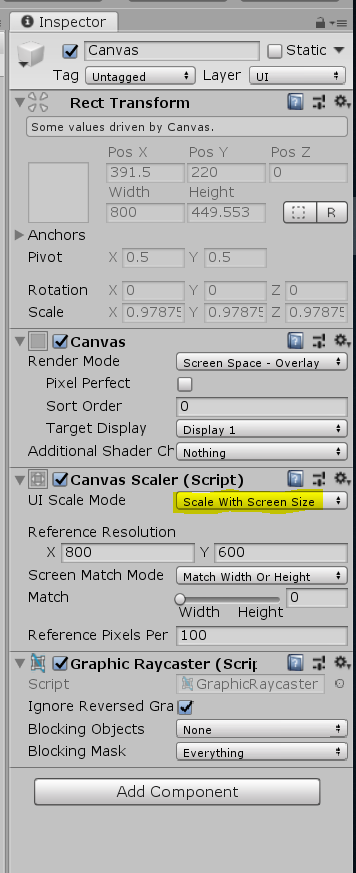 Inspector
Canvas Static
Tag Untagged Layer UI
Rect Transform
Some values driven by Canvas.
Pos X Pos Y Pos Z
391.5 220 0
Width Height
800 449.553
R
Anchors
Pivot X 0.5 Y 0.5
Rotation X 0 Y 0 Z 0
Scale X 0.97875 Y 0.97875 Z 0.97875
Canvas
Render Mode Screen Space - Overlay
Pixel Perfect
Sort Order 0
Target Display Display 1
Additional Shader Ch Nothing
Canvas Scaler (Script)
UI Scale Mode Scale With Screen Size
Reference Resolution
X 800 Y 600
Screen Match Mode Match Width Or Height
Match 0
Width Height
Reference Pixels Per 100
Graphic Raycaster (Scrip
Script GraphicRaycaster
Ignore Reversed Gra
Blocking Objects None
Blocking Mask Everything
Add Component